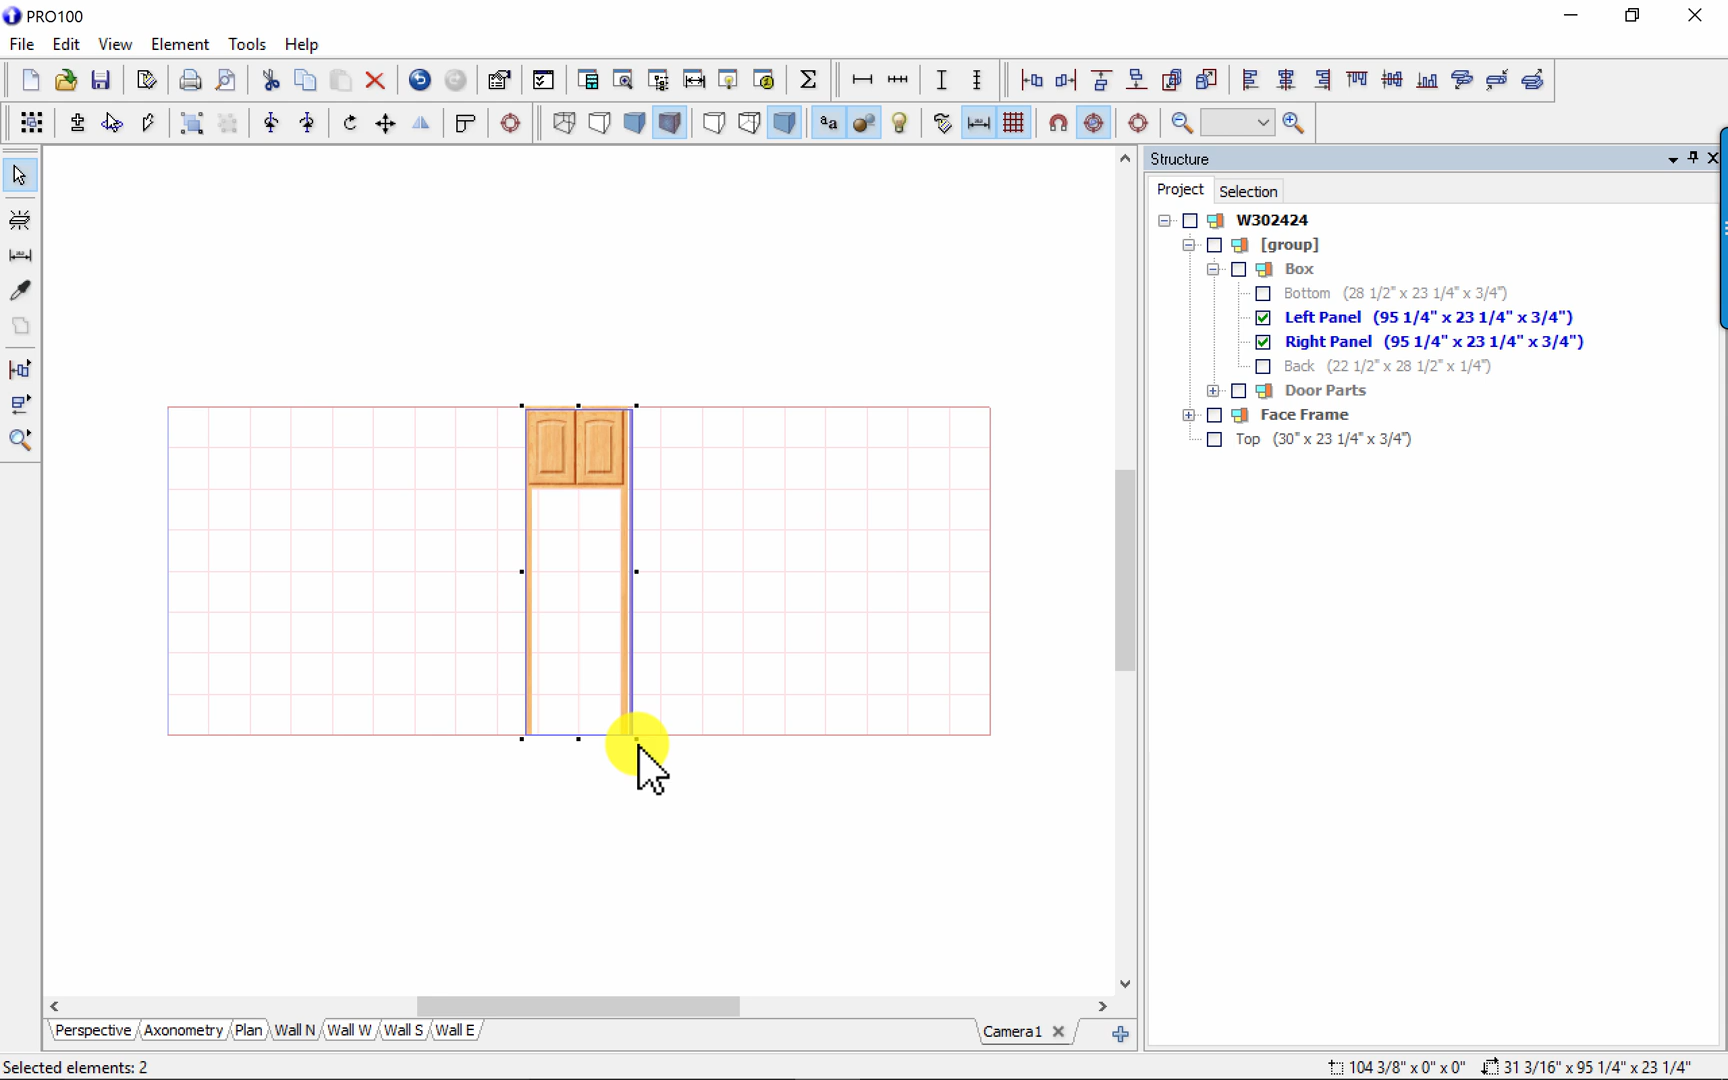 PRO100
File Edit View Element Tools Help
aa
Structure
Project Selection
W302424
[group]
Box
Bottom (28 1/2" x 23 1/4" x 3/4")
Left Panel (95 1/4" x 23 1/4" x 3/4")
Right Panel (95 1/4" x 23 1/4" x 3/4")
Back (22 1/2" x 28 1/2" x 1/4")
Door Parts
Face Frame
Top (30" x 23 1/4" x 3/4")
Perspective Axonometry Plan Wall N Wall W Wall S Wall E Camera1
Selected elements: 2 104 3/8" x 0" x 0" 31 3/16" x 95 1/4" x 23 1/4"